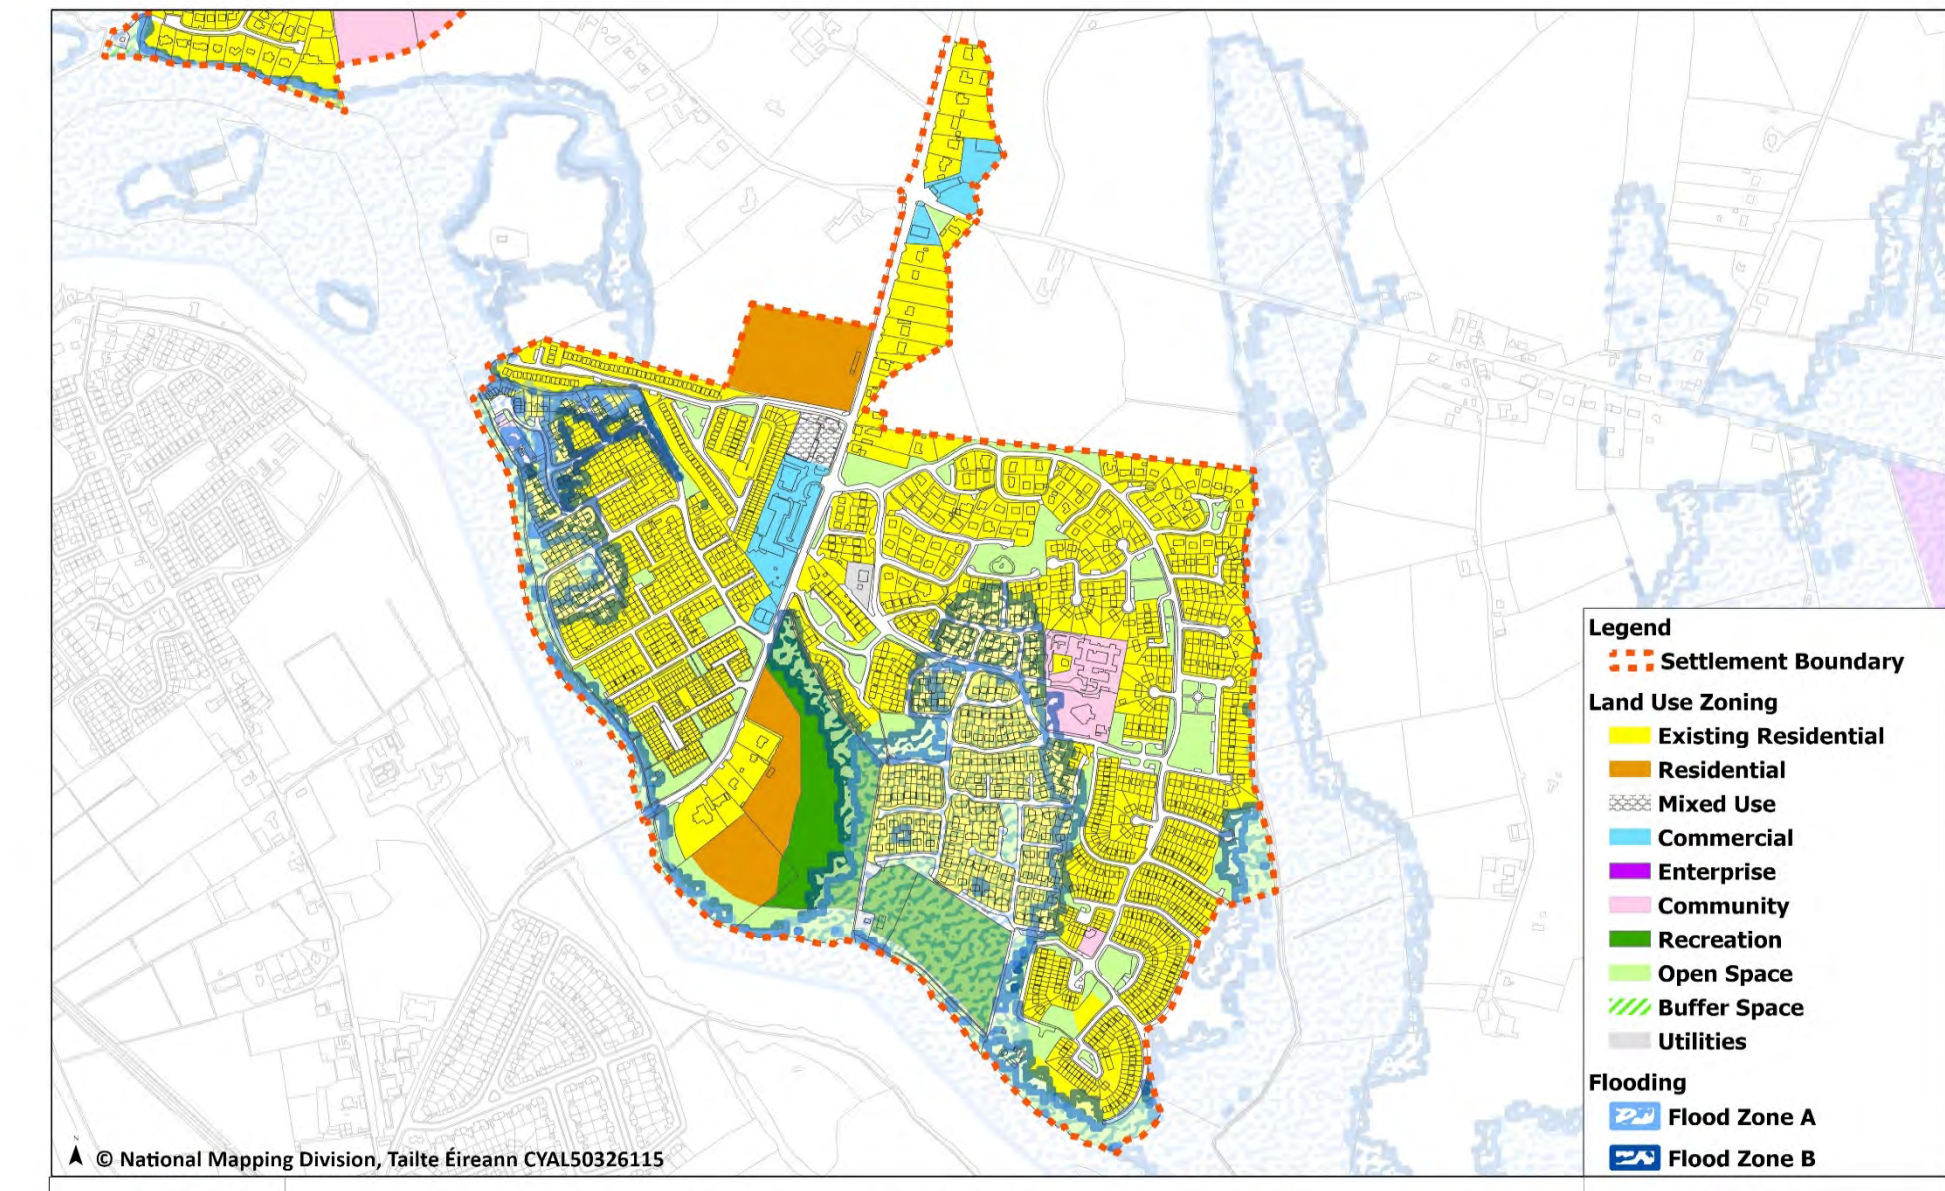 Legend
Settlement Boundary
Land Use Zoning
Existing Residential
Residential
Mixed Use
Commercial
Enterprise
Community
Recreation
Open Space
Buffer Space
Utilities
Flooding
Flood Zone A
Flood Zone B
N
© National Mapping Division, Tailte Éireann CYAL50326115